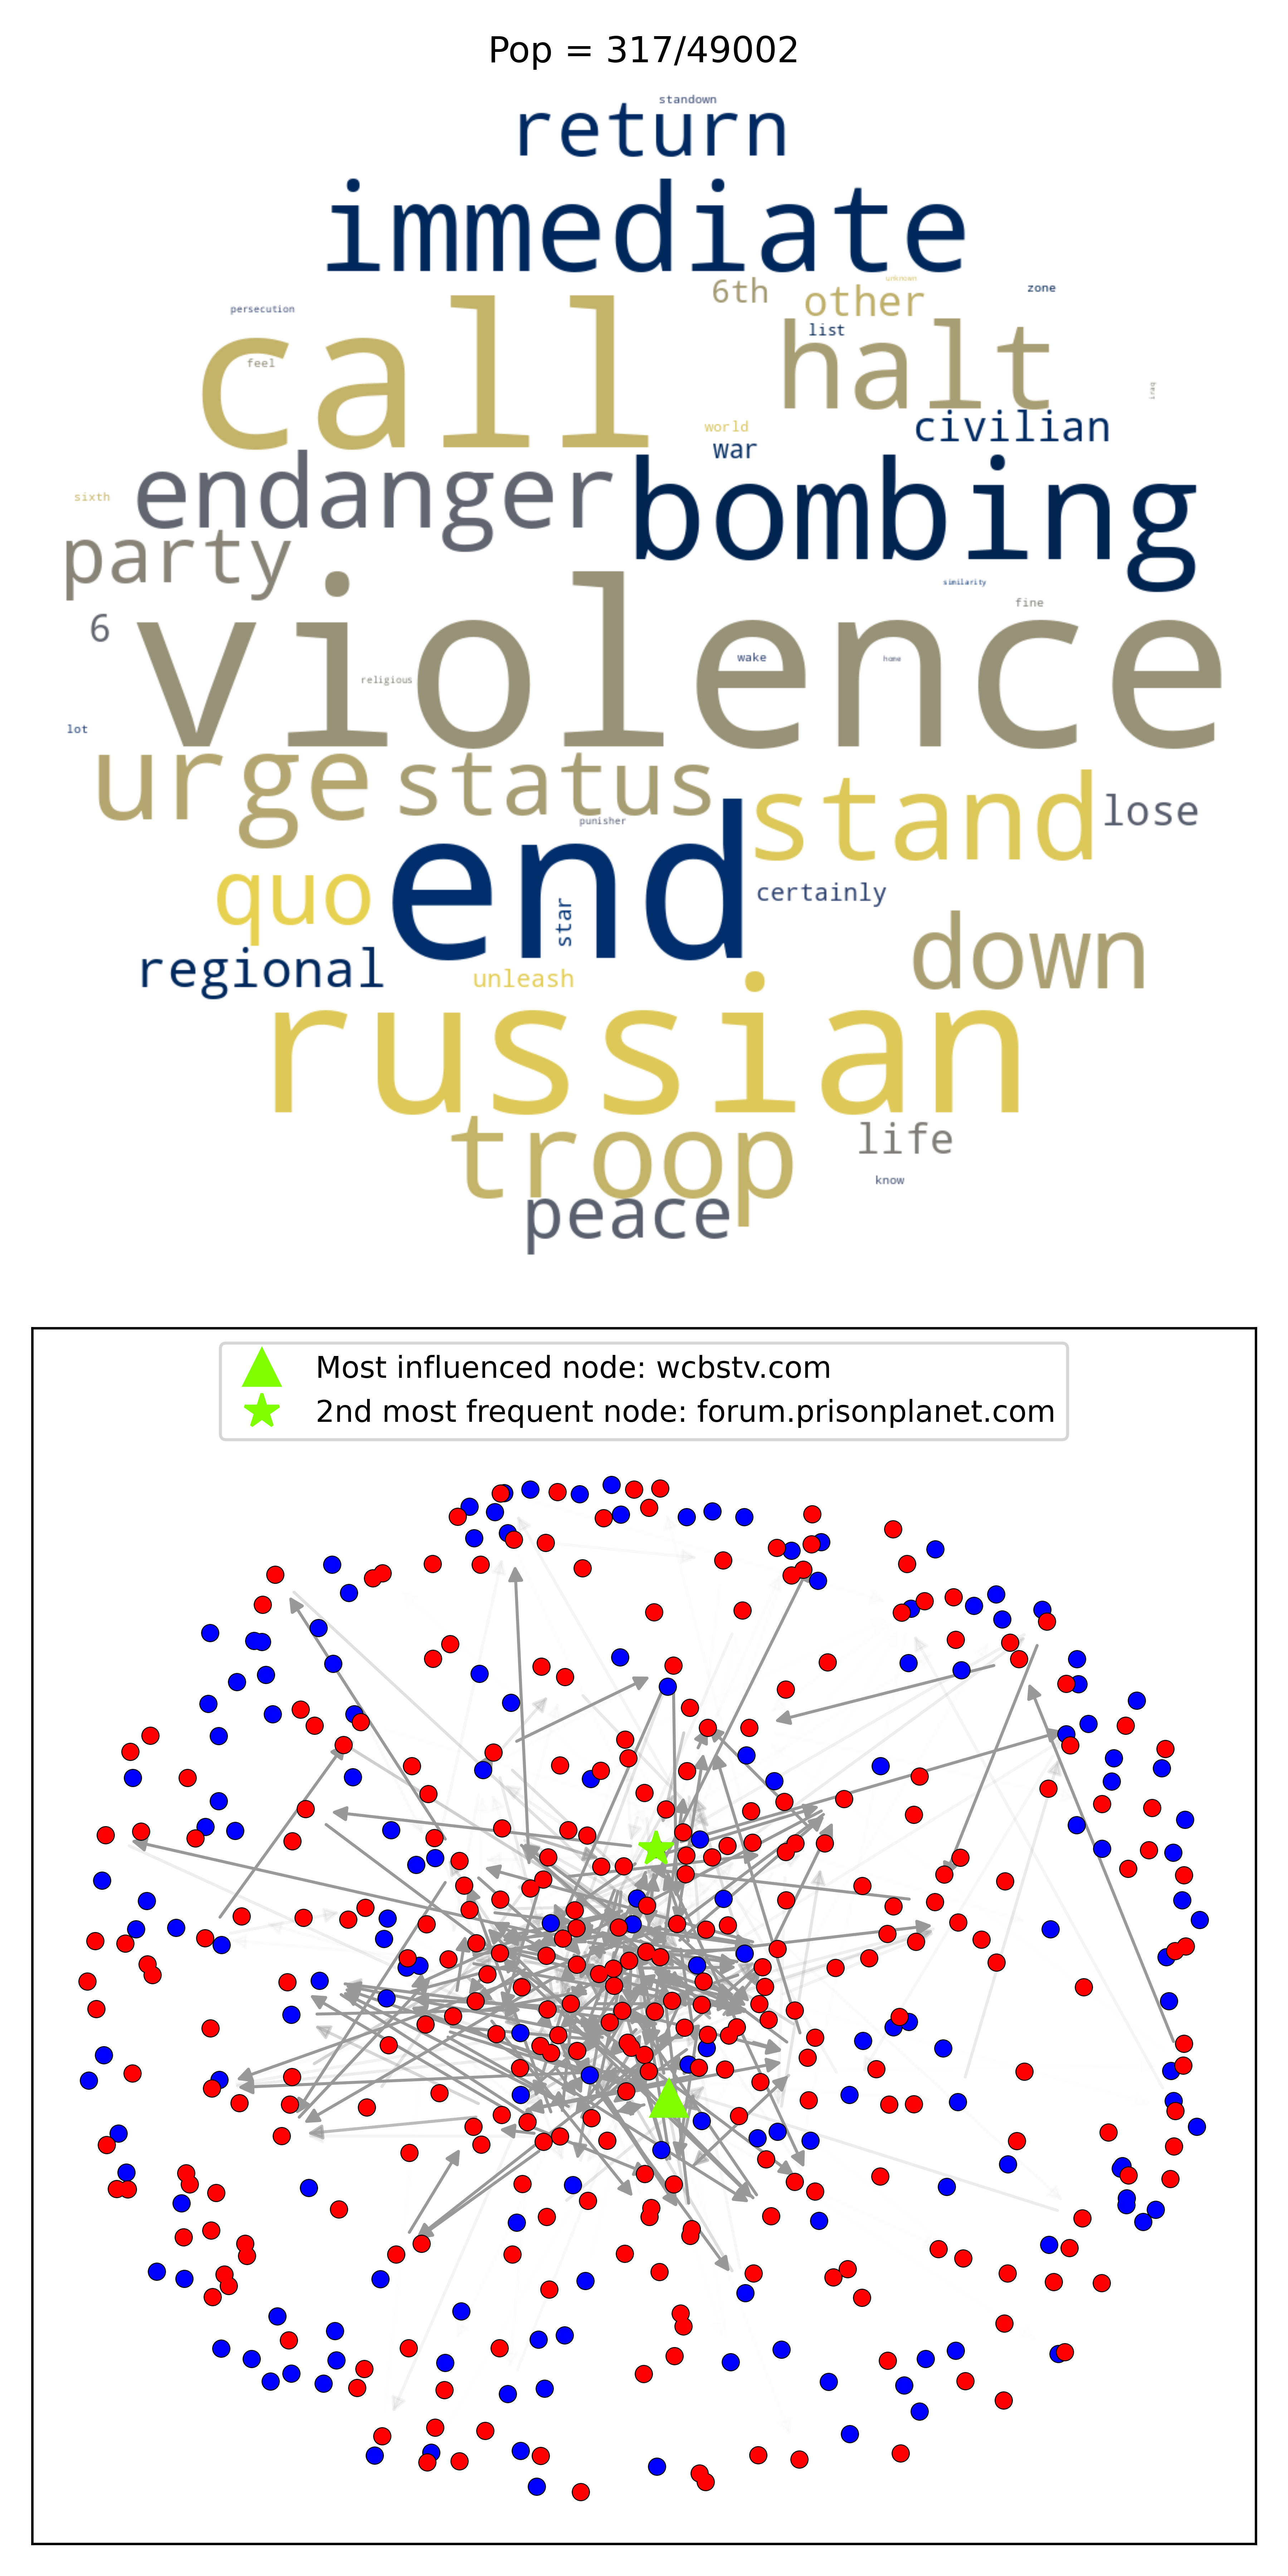 Pop = 317/49002
standown
return
immediate
6th
other
unknown
zone
persecution
list
call
feel
halt
world
civilian
war
endanger
bombing
sixth
party
similarity
6
fine
violence
wake
home
religious
lot
urge
status
stand
lose
punisher
quo
end
certainly
star
down
regional
unleash
russian
troop
life
know
peace
Most influenced node: wcbstv.com
2nd most frequent node: forum.prisonplanet.com